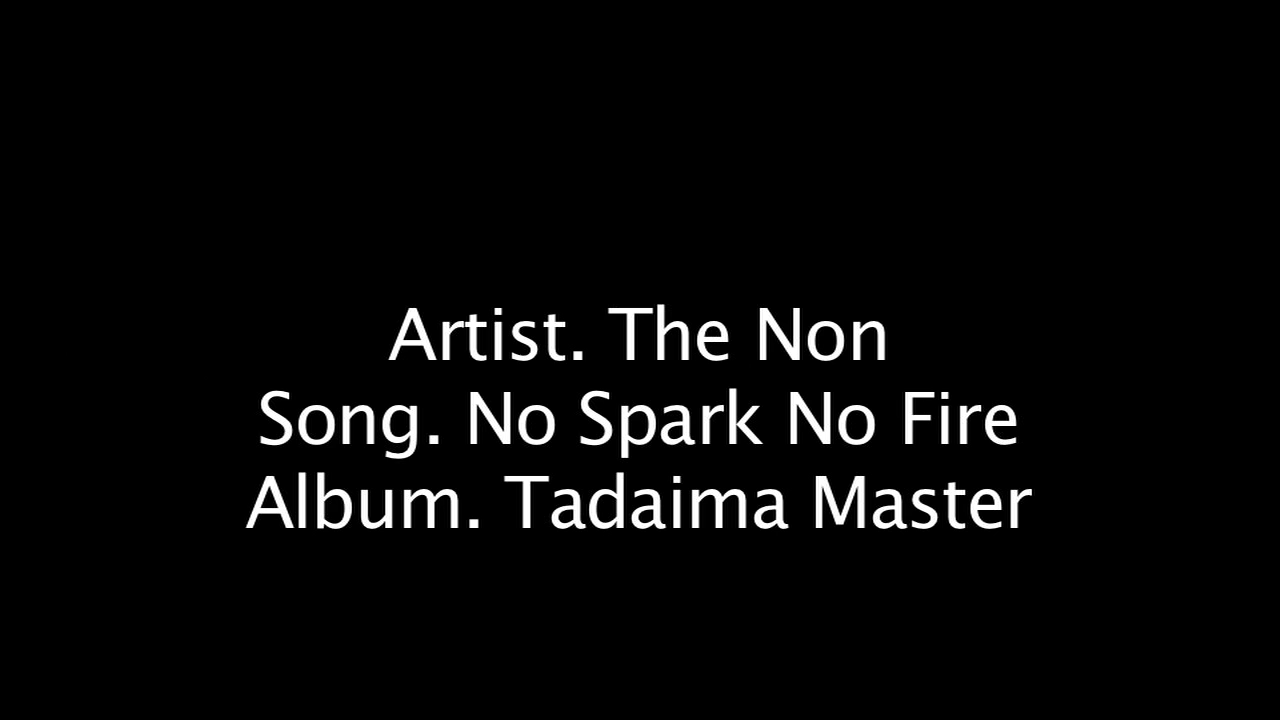 Artist. The Non
Song. No Spark No Fire
Album. Tadaima Master